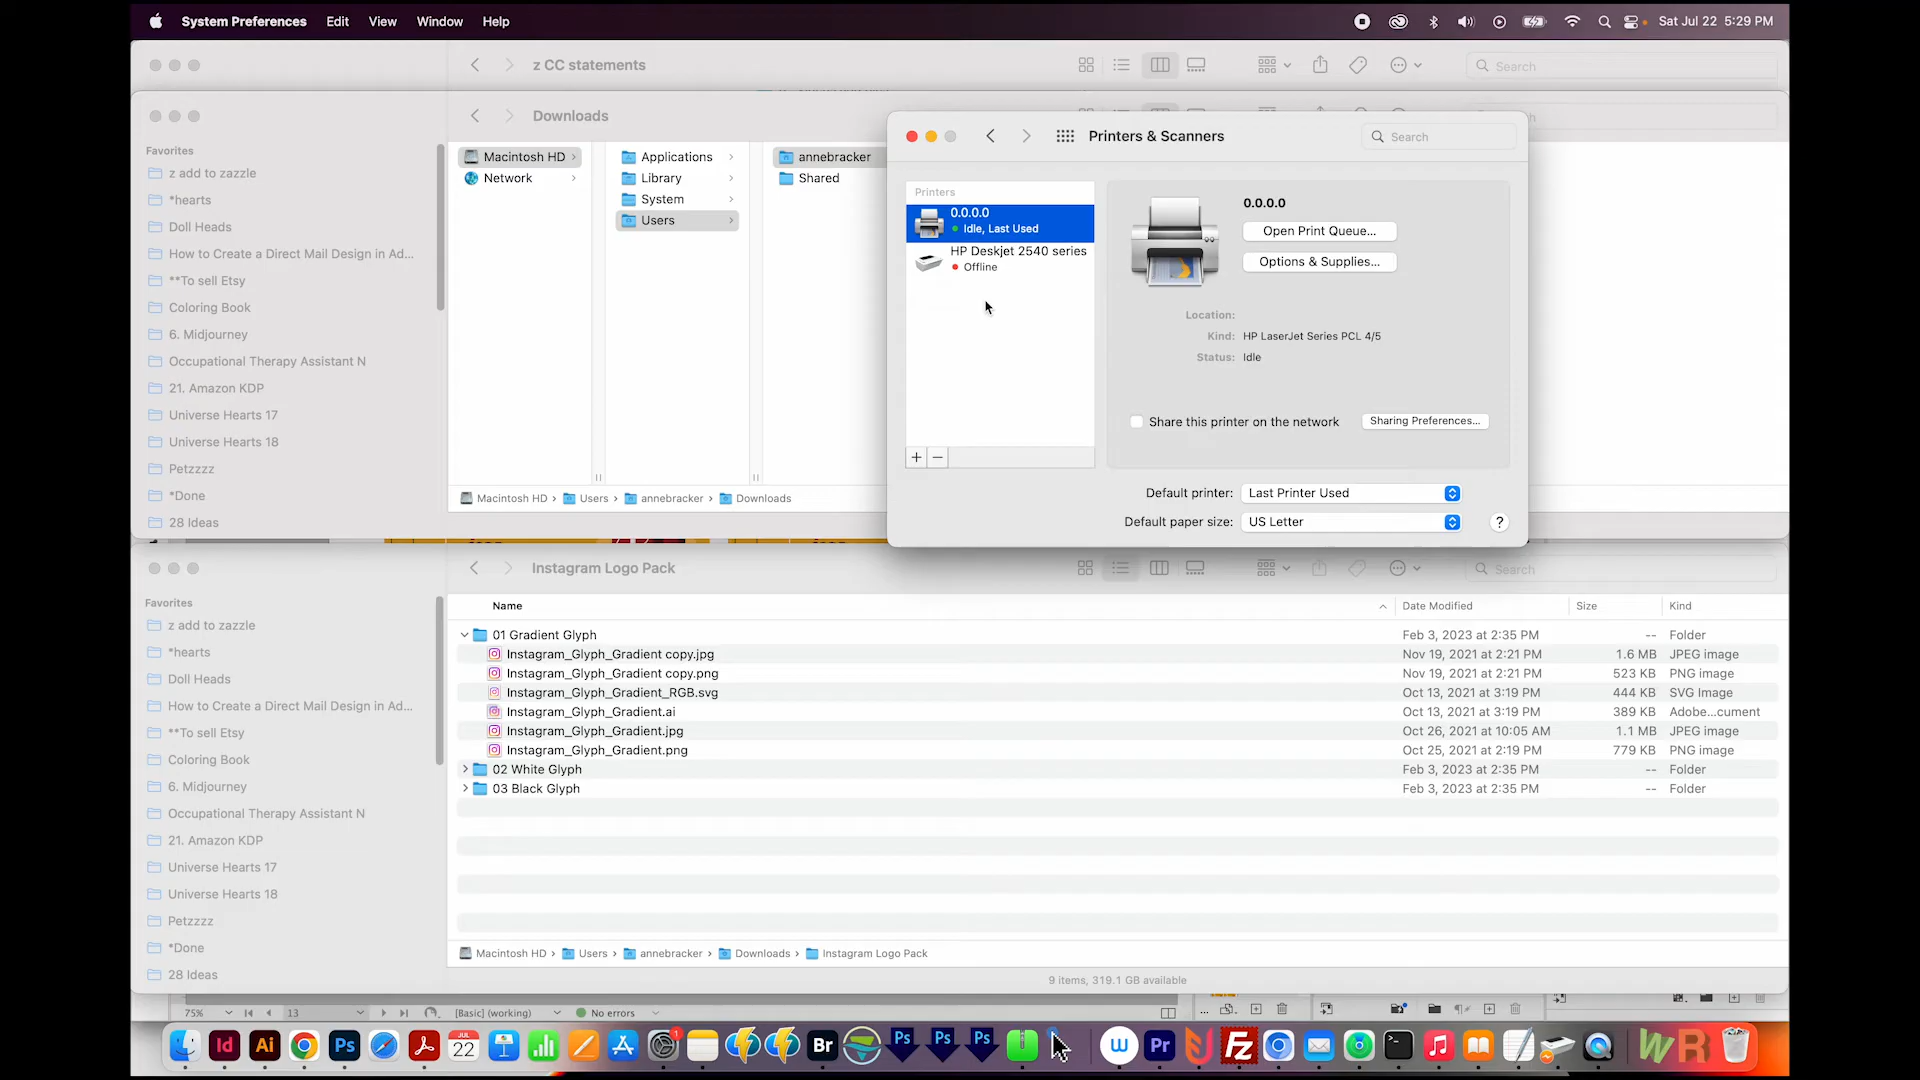 System Preferences Edit View Window Help
Sat Jul 22 5:29 PM
z CC statements
Search
Downloads
Favorites
z add to zazzle
*hearts
Doll Heads
How to Create a Direct Mail Design in Ad...
**To sell Etsy
Coloring Book
6. Midjourney
Occupational Therapy Assistant N
21. Amazon KDP
Universe Hearts 17
Universe Hearts 18
Petzzzz
*Done
28 Ideas
Macintosh HD
Network
Applications
Library
System
Users
annebracker
Shared
Macintosh HD › Users › annebracker › Downloads
Printers & Scanners
Search
Printers
0.0.0.0
Idle, Last Used
HP Deskjet 2540 series
Offline
0.0.0.0
Open Print Queue...
Options & Supplies...
Location:
Kind: HP LaserJet Series PCL 4/5
Status: Idle
Share this printer on the network
Sharing Preferences...
+ −
Default printer: Last Printer Used
Default paper size: US Letter
?
Instagram Logo Pack
Search
Favorites
z add to zazzle
*hearts
Doll Heads
How to Create a Direct Mail Design in Ad...
**To sell Etsy
Coloring Book
6. Midjourney
Occupational Therapy Assistant N
21. Amazon KDP
Universe Hearts 17
Universe Hearts 18
Petzzzz
*Done
28 Ideas
Name Date Modified Size Kind
01 Gradient Glyph Feb 3, 2023 at 2:35 PM -- Folder
Instagram_Glyph_Gradient copy.jpg Nov 19, 2021 at 2:21 PM 1.6 MB JPEG image
Instagram_Glyph_Gradient copy.png Nov 19, 2021 at 2:21 PM 523 KB PNG image
Instagram_Glyph_Gradient_RGB.svg Oct 13, 2021 at 3:19 PM 444 KB SVG Image
Instagram_Glyph_Gradient.ai Oct 13, 2021 at 3:19 PM 389 KB Adobe...cument
Instagram_Glyph_Gradient.jpg Oct 26, 2021 at 10:05 AM 1.1 MB JPEG image
Instagram_Glyph_Gradient.png Oct 25, 2021 at 2:19 PM 779 KB PNG image
02 White Glyph Feb 3, 2023 at 2:35 PM -- Folder
03 Black Glyph Feb 3, 2023 at 2:35 PM -- Folder
Macintosh HD › Users › annebracker › Downloads › Instagram Logo Pack
9 items, 319.1 GB available
75% 13 [Basic] (working) No errors
Id Ai Ps JUL 22 1 Br Ps Ps Ps W Pr Fz WR